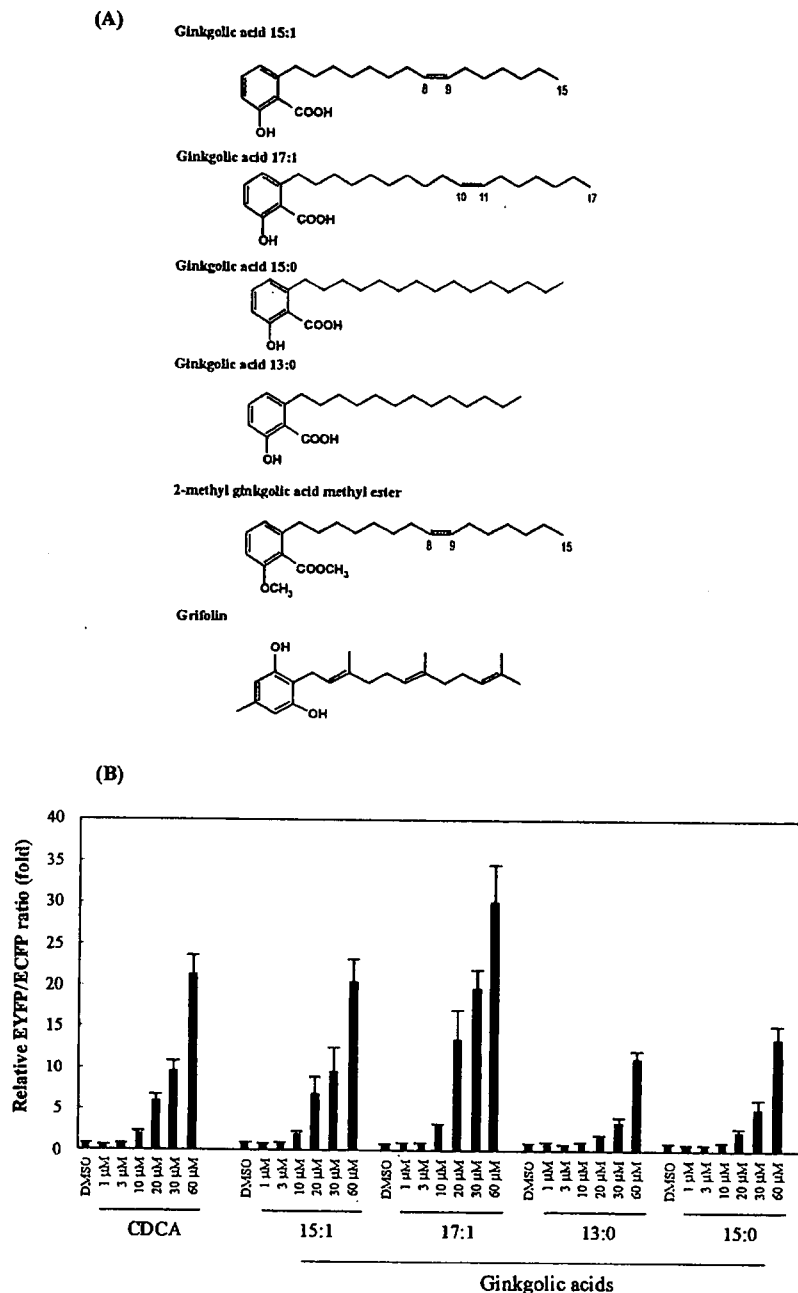 (A)
Ginkgolic acid 15:1
8 9 15
COOH
OH
Ginkgolic acid 17:1
10 11 17
COOH
OH
Ginkgolic acid 15:0
COOH
OH
Ginkgolic acid 13:0
COOH
OH
2-methyl ginkgolic acid methyl ester
8 9 15
COOCH3
OCH3
Grifolin
OH
OH
(B)
Relative EYFP/ECFP ratio (fold)
40
35
30
25
20
15
10
5
0
DMSO 1 µM 3 µM 10 µM 20 µM 30 µM 60 µM DMSO 1 µM 3 µM 10 µM 20 µM 30 µM 60 µM DMSO 1 µM 3 µM 10 µM 20 µM 30 µM 60 µM DMSO 1 µM 3 µM 10 µM 20 µM 30 µM 60 µM DMSO 1 µM 3 µM 10 µM 20 µM 30 µM 60 µM
CDCA 15:1 17:1 13:0 15:0
Ginkgolic acids